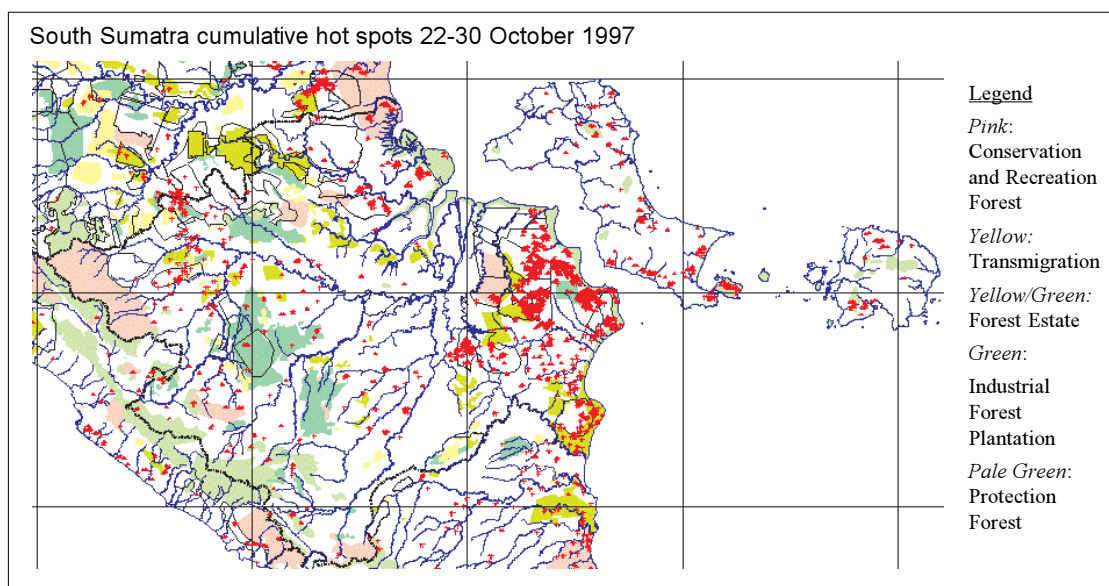 South Sumatra cumulative hot spots 22-30 October 1997
Legend
Pink:
Conservation
and Recreation
Forest
Yellow:
Transmigration
Yellow/Green:
Forest Estate
Green:
Industrial
Forest
Plantation
Pale Green:
Protection
Forest